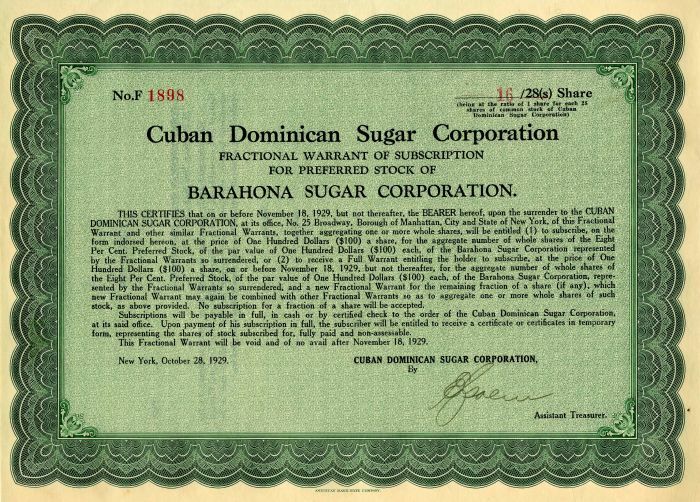 No.F 1898
16 /28(s) Share
(being at the ratio of 1 share for each 25
shares of common stock of Cuban
Dominican Sugar Corporation)
Cuban Dominican Sugar Corporation
FRACTIONAL WARRANT OF SUBSCRIPTION
FOR PREFERRED STOCK OF
BARAHONA SUGAR CORPORATION.
THIS CERTIFIES that on or before November 18, 1929, but not thereafter, the BEARER hereof, upon the surrender to the CUBAN
DOMINICAN SUGAR CORPORATION, at its office, No. 25 Broadway, Borough of Manhattan, City and State of New York, of this Fractional
Warrant and other similar Fractional Warrants, together aggregating one or more whole shares, will be entitled (1) to subscribe, on the
form indorsed hereon, at the price of One Hundred Dollars ($100) a share, for the aggregate number of whole shares of the Eight
Per Cent. Preferred Stock, of the par value of One Hundred Dollars ($100) each, of the Barahona Sugar Corporation represented
by the Fractional Warrants so surrendered, or (2) to receive a Full Warrant entitling the holder to subscribe, at the price of One
Hundred Dollars ($100) a share, on or before November 18, 1929, but not thereafter, for the aggregate number of whole shares of
the Eight Per Cent. Preferred Stock, of the par value of One Hundred Dollars ($100) each, of the Barahona Sugar Corporation, repre-
sented by the Fractional Warrants so surrendered, and a new Fractional Warrant for the remaining fraction of a share (if any), which
new Fractional Warrant may again be combined with other Fractional Warrants so as to aggregate one or more whole shares of such
stock, as above provided. No subscription for a fraction of a share will be accepted.
Subscriptions will be payable in full, in cash or by certified check to the order of the Cuban Dominican Sugar Corporation,
at its said office. Upon payment of his subscription in full, the subscriber will be entitled to receive a certificate or certificates in temporary
form, representing the shares of stock subscribed for, fully paid and non-assessable.
This Fractional Warrant will be void and of no avail after November 18, 1929.
New York, October 28, 1929.
CUBAN DOMINICAN SUGAR CORPORATION,
By
Assistant Treasurer.
AMERICAN BANK NOTE COMPANY.